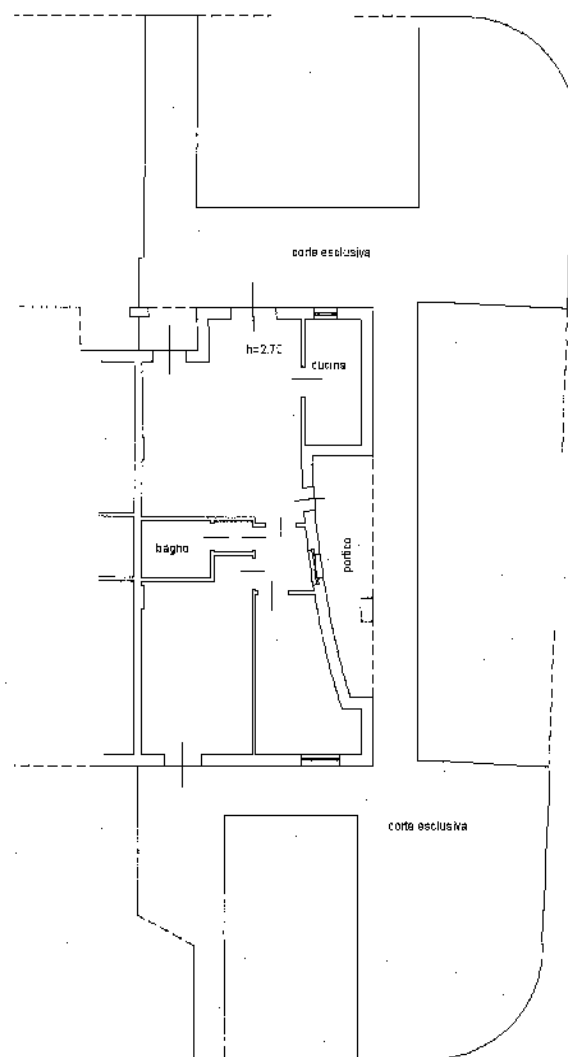 corte esclusiva
h=2.70
cucina
bagno
portico
corte esclusiva